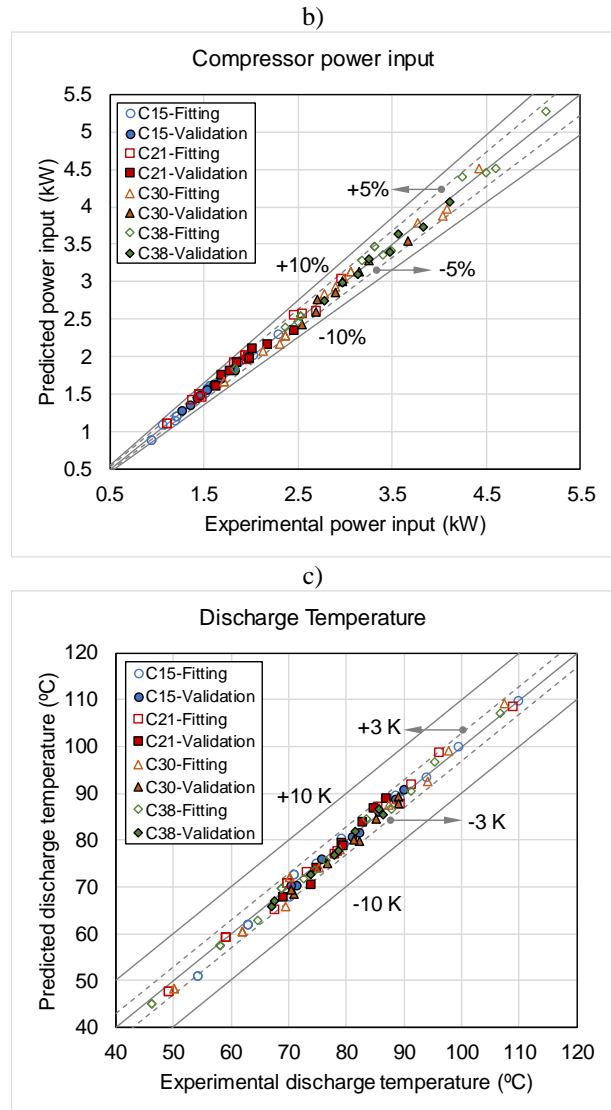 b)
Compressor power input
5.5
C15-Fitting
C15-Validation
C21-Fitting
C21-Validation
C30-Fitting
C30-Validation
C38-Fitting
C38-Validation
4.5
3.5
2.5
1.5
0.5
+5%
+10%
-5%
-10%
Predicted power input (kW)
0.5 1.5 2.5 3.5 4.5 5.5
Experimental power input (kW)
c)
Discharge Temperature
120
C15-Fitting
C15-Validation
C21-Fitting
C21-Validation
C30-Fitting
C30-Validation
C38-Fitting
C38-Validation
110
100
90
80
70
60
50
40
+3 K
+10 K
-3 K
-10 K
Predicted discharge temperature (ºC)
40 50 60 70 80 90 100 110 120
Experimental discharge temperature (ºC)